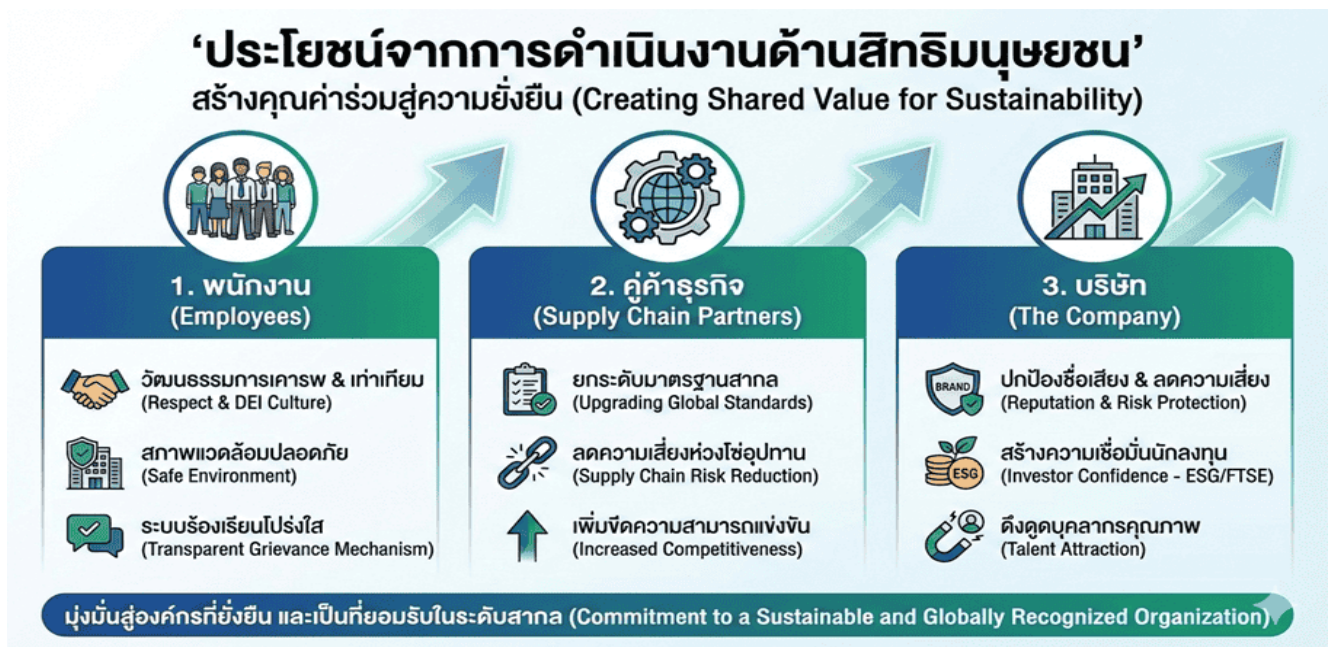 ‘ประโยชน์จากการดำเนินงานด้านสิทธิมนุษยชน’
สร้างคุณค่าร่วมสู่ความยั่งยืน (Creating Shared Value for Sustainability)
1. พนักงาน
(Employees)
วัฒนธรรมการเคารพ & เท่าเทียม
(Respect & DEI Culture)
สภาพแวดล้อมปลอดภัย
(Safe Environment)
ระบบร้องเรียนโปร่งใส
(Transparent Grievance Mechanism)
2. คู่ค้าธุรกิจ
(Supply Chain Partners)
ยกระดับมาตรฐานสากล
(Upgrading Global Standards)
ลดความเสี่ยงห่วงโซ่อุปทาน
(Supply Chain Risk Reduction)
เพิ่มขีดความสามารถแข่งขัน
(Increased Competitiveness)
3. บริษัท
(The Company)
BRAND
ปกป้องชื่อเสียง & ลดความเสี่ยง
(Reputation & Risk Protection)
ESG
สร้างความเชื่อมั่นนักลงทุน
(Investor Confidence - ESG/FTSE)
ดึงดูดบุคลากรคุณภาพ
(Talent Attraction)
มุ่งมั่นสู่องค์กรที่ยั่งยืน และเป็นที่ยอมรับในระดับสากล (Commitment to a Sustainable and Globally Recognized Organization)